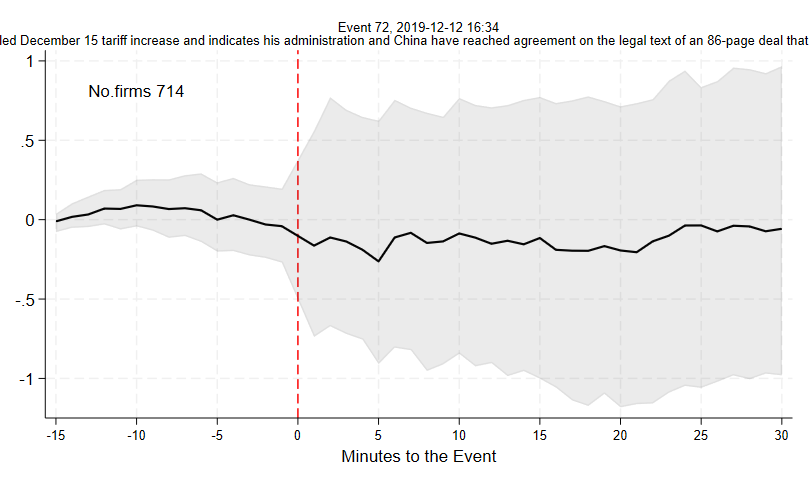 Event 72, 2019-12-12 16:34
led December 15 tariff increase and indicates his administration and China have reached agreement on the legal text of an 86-page deal that
No.firms 714
1
.5
0
-.5
-1
-15 -10 -5 0 5 10 15 20 25 30
Minutes to the Event